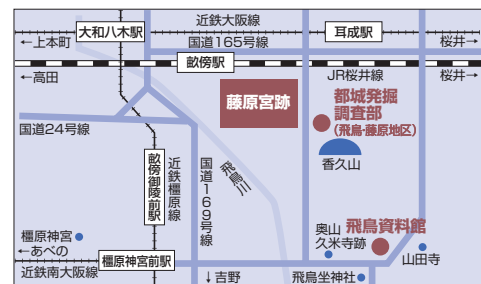 近鉄大阪線
大和八木駅
耳成駅
←上本町
国道165号線
桜井→
畝傍駅
←高田
JR桜井線
桜井→
藤原宮跡
都城発掘
調査部
(飛鳥・藤原地区)
国道24号線
香久山
飛鳥川
近鉄橿原線
国道169号線
畝傍御陵前駅
橿原神宮
←あべの
橿原神宮前駅
近鉄南大阪線
↓吉野
奥山
久米寺跡
飛鳥資料館
山田寺
飛鳥坐神社